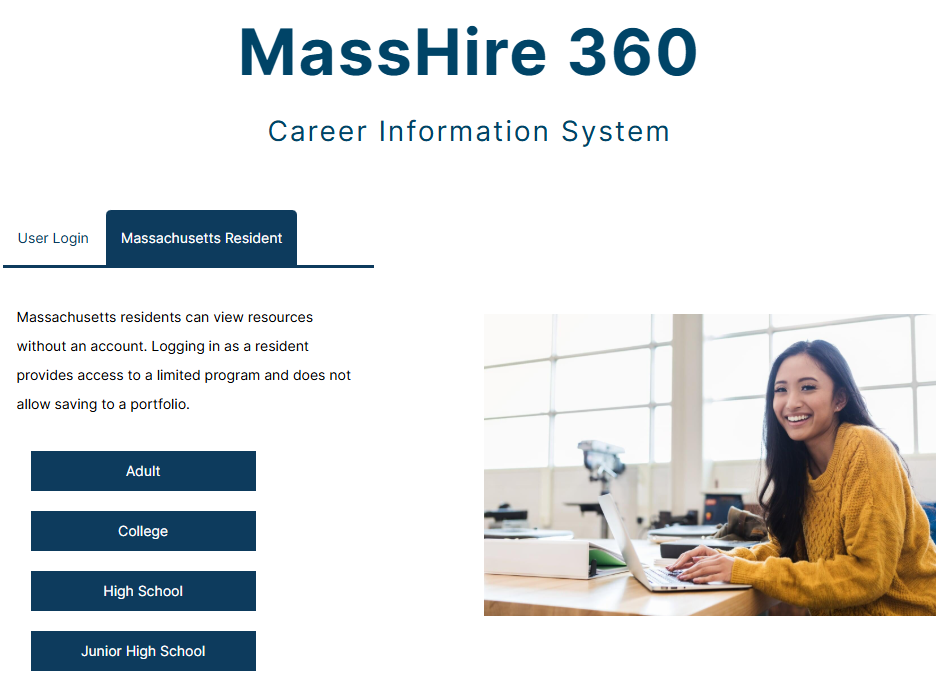 MassHire 360
Career Information System
User Login
Massachusetts Resident
Massachusetts residents can view resources
without an account. Logging in as a resident
provides access to a limited program and does not
allow saving to a portfolio.
Adult
College
High School
Junior High School